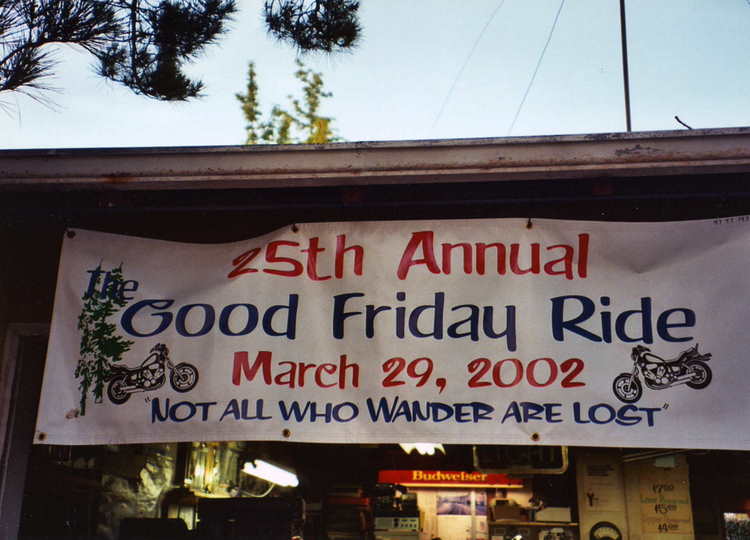 25th Annual
The
Good Friday Ride
March 29, 2002
"NOT ALL WHO WANDER ARE LOST"
Budweiser